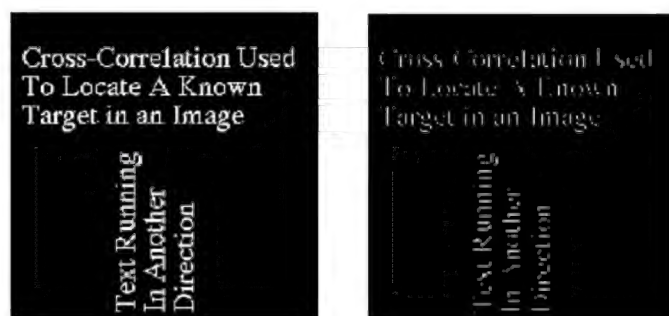 Cross-Correlation Used
To Locate A Known
Target in an Image
Text Running
In Another
Direction
Cross-Correlation Used
To Locate A Known
Target in an Image
Text Running
In Another
Direction